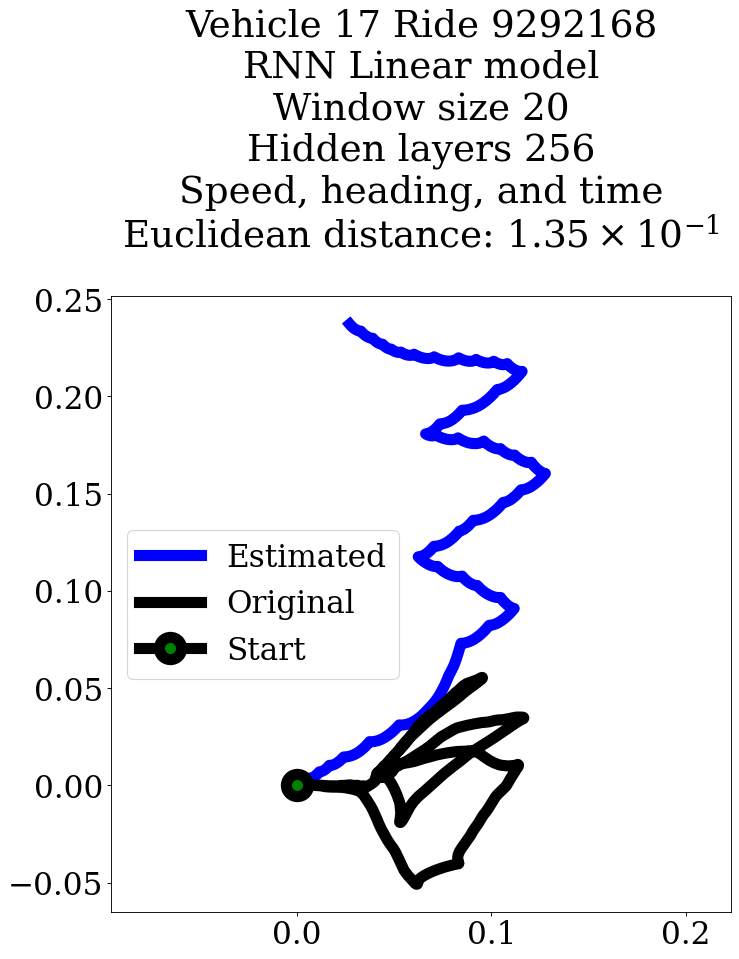 Vehicle 17 Ride 9292168
RNN Linear model
Window size 20
Hidden layers 256
Speed, heading, and time
Euclidean distance: 1.35 × 10⁻¹
0.25
0.20
0.15
0.10
0.05
0.00
−0.05
Estimated
Original
Start
0.0 0.1 0.2